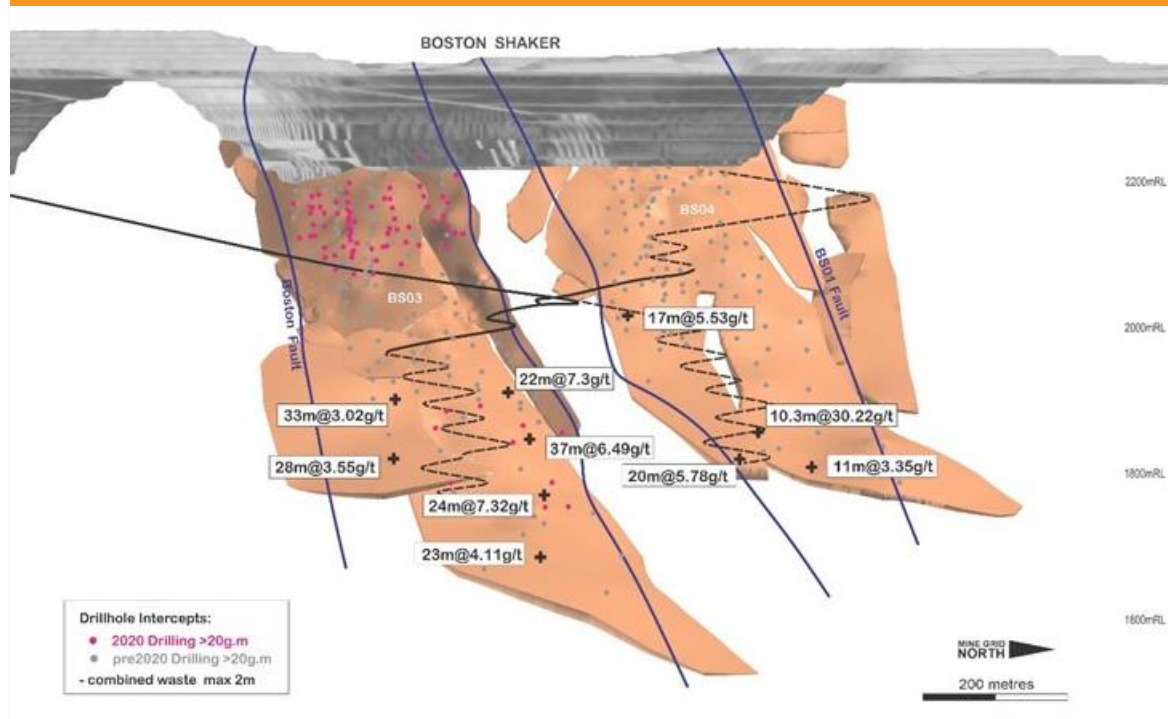 BOSTON SHAKER
2200mRL
BS04
BS01 Fault
Boston Fault
BS03
17m@5.53g/t
2000mRL
22m@7.3g/t
33m@3.02g/t
10.3m@30.22g/t
37m@6.49g/t
28m@3.55g/t
20m@5.78g/t
11m@3.35g/t
1800mRL
24m@7.32g/t
23m@4.11g/t
1600mRL
Drillhole Intercepts:
2020 Drilling >20g.m
pre2020 Drilling >20g.m
- combined waste max 2m
MINE GRID
NORTH
200 metres